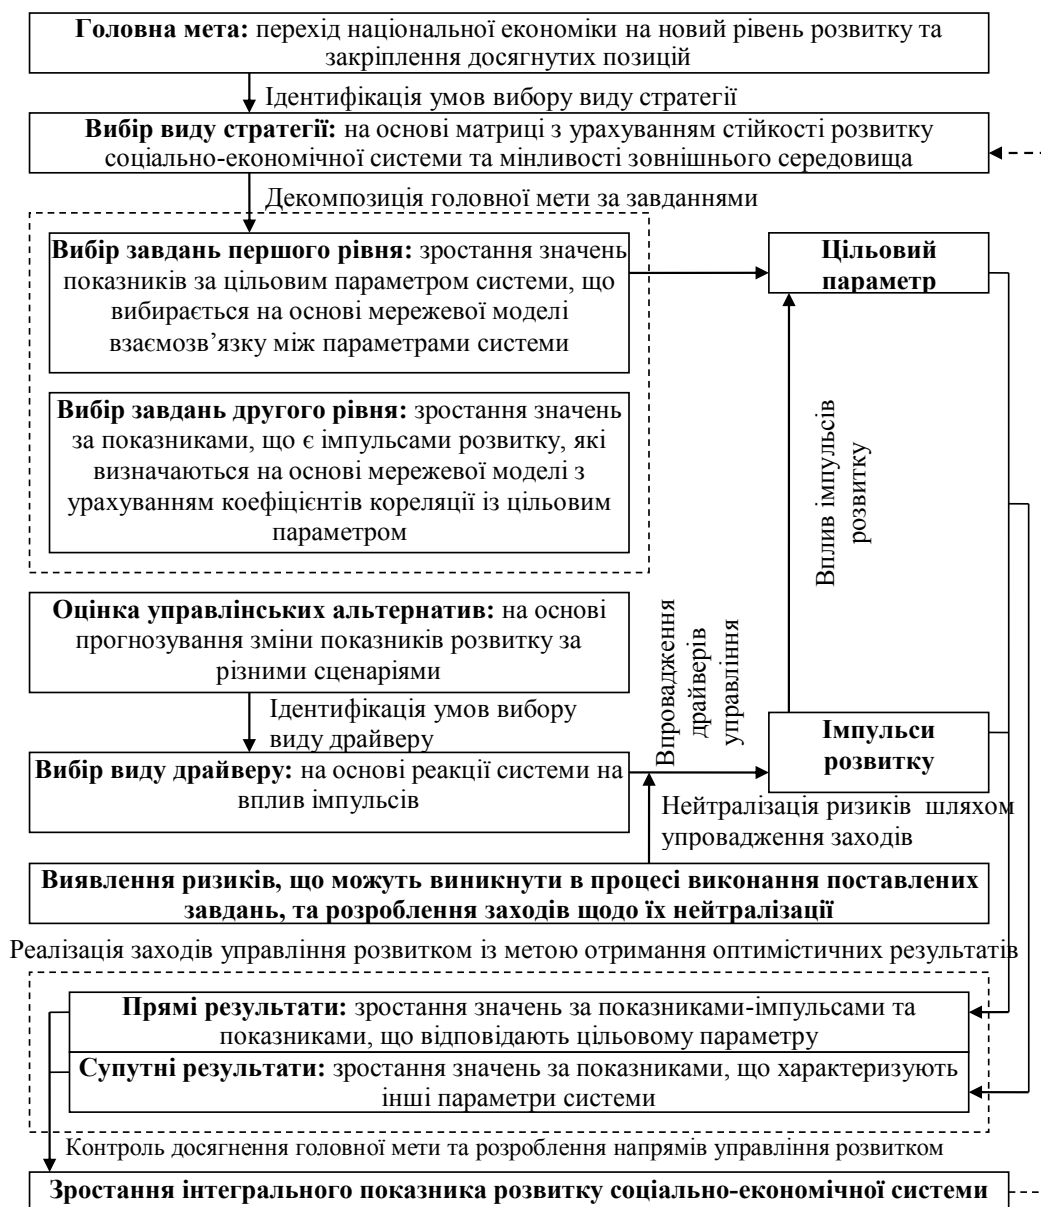 Головна мета: перехід національної економіки на новий рівень розвитку та
закріплення досягнутих позицій
Ідентифікація умов вибору виду стратегії
Вибір виду стратегії: на основі матриці з урахуванням стійкості розвитку
соціально-економічної системи та мінливості зовнішнього середовища
Декомпозиція головної мети за завданнями
Вибір завдань першого рівня: зростання значень
показників за цільовим параметром системи, що
вибирається на основі мережевої моделі
взаємозв’язку між параметрами системи
Цільовий
параметр
Вибір завдань другого рівня: зростання значень
за показниками, що є імпульсами розвитку, які
визначаються на основі мережевої моделі з
урахуванням коефіцієнтів кореляції із цільовим
параметром
Вплив імпульсів
розвитку
Оцінка управлінських альтернатив: на основі
прогнозування зміни показників розвитку за
різними сценаріями
Впровадження
драйверів
управління
Ідентифікація умов вибору
виду драйверу
Вибір виду драйверу: на основі реакції системи на
вплив імпульсів
Імпульси
розвитку
Нейтралізація ризиків шляхом
упровадження заходів
Виявлення ризиків, що можуть виникнути в процесі виконання поставлених
завдань, та розроблення заходів щодо їх нейтралізації
Реалізація заходів управління розвитком із метою отримання оптимістичних результатів
Прямі результати: зростання значень за показниками-імпульсами та
показниками, що відповідають цільовому параметру
Супутні результати: зростання значень за показниками, що характеризують
інші параметри системи
Контроль досягнення головної мети та розроблення напрямів управління розвитком
Зростання інтегрального показника розвитку соціально-економічної системи